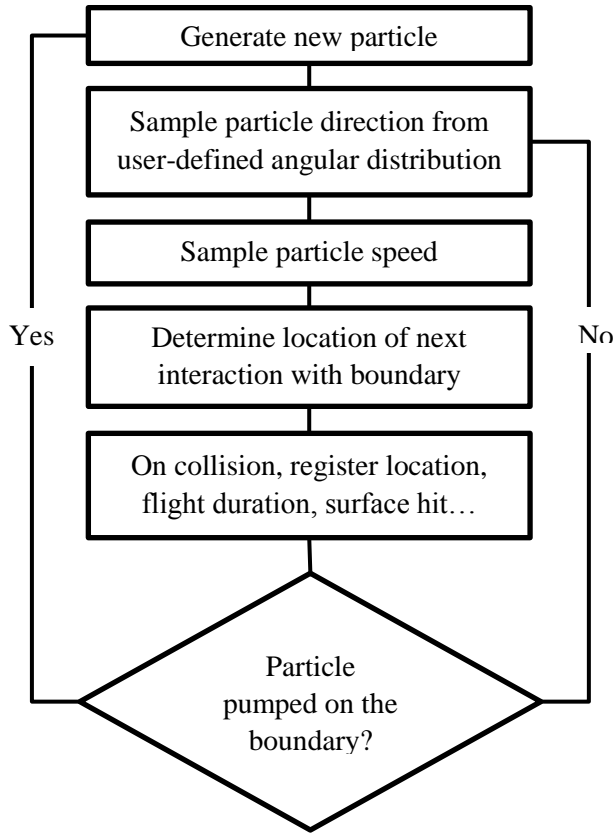 Generate new particle
Sample particle direction from
user-defined angular distribution
Sample particle speed
Yes
Determine location of next
interaction with boundary
No
On collision, register location,
flight duration, surface hit…
Particle
pumped on the
boundary?